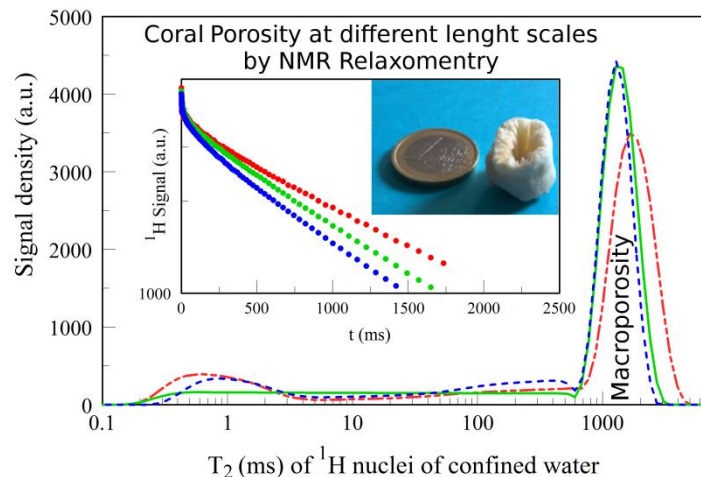 Coral Porosity at different lenght scales
by NMR Relaxomentry
Signal density (a.u.)
5000
4000
3000
2000
1000
0
0.1
1
10
100
1000
T2 (ms) of 1H nuclei of confined water
1H Signal (a.u.)
1000
0
500
1000
1500
2000
2500
t (ms)
Macroporosity
1